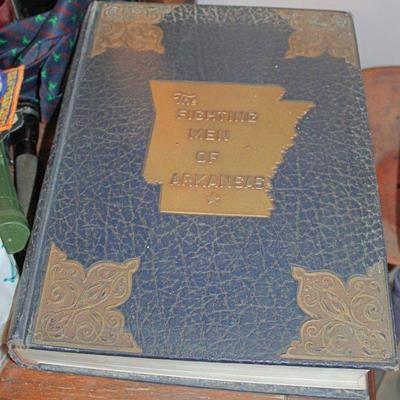 The
FIGHTING
MEN
OF
ARKANSAS